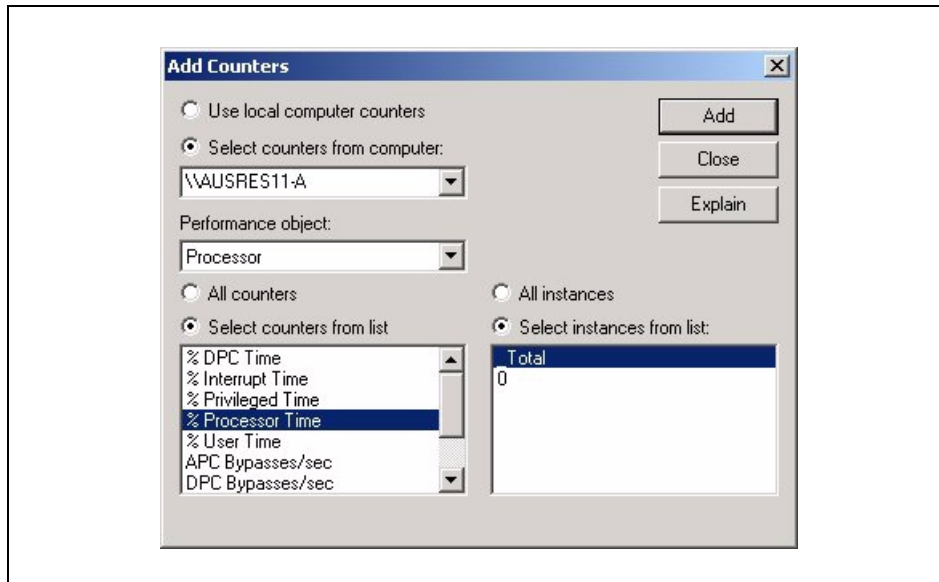 Add Counters
Use local computer counters
Select counters from computer:
\\AUSRES11-A
Performance object:
Processor
All counters
Select counters from list
% DPC Time
% Interrupt Time
% Privileged Time
% Processor Time
% User Time
APC Bypasses/sec
DPC Bypasses/sec
All instances
Select instances from list:
_Total
0
Add
Close
Explain